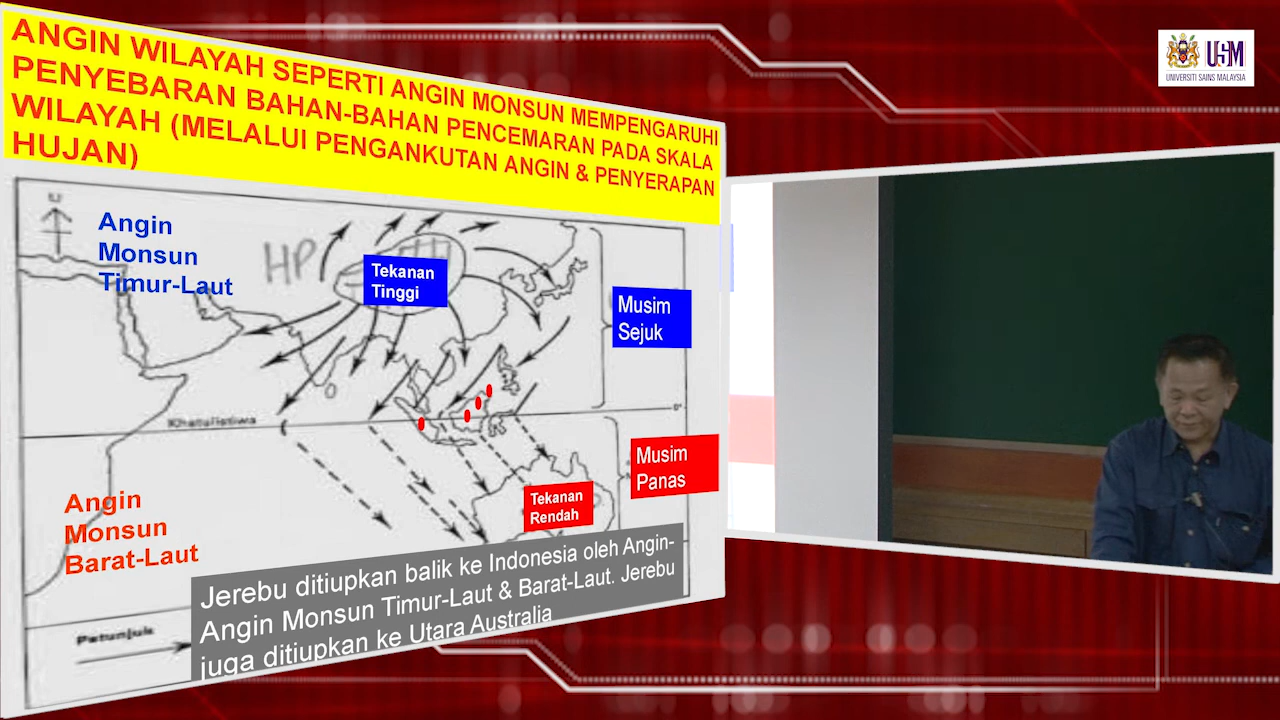 ANGIN WILAYAH SEPERTI ANGIN MONSUN MEMPENGARUHI
PENYEBARAN BAHAN-BAHAN PENCEMARAN PADA SKALA
WILAYAH (MELALUI PENGANKUTAN ANGIN & PENYERAPAN
HUJAN)
U
Angin
Monsun
Timur-Laut
HP
Tekanan
Tinggi
Musim
Sejuk
Khatulistiwa
0°
Musim
Panas
Tekanan
Rendah
Angin
Monsun
Barat-Laut
Jerebu ditiupkan balik ke Indonesia oleh Angin-
Angin Monsun Timur-Laut & Barat-Laut. Jerebu
juga ditiupkan ke Utara Australia
Petunjuk
USM
UNIVERSITI SAINS MALAYSIA